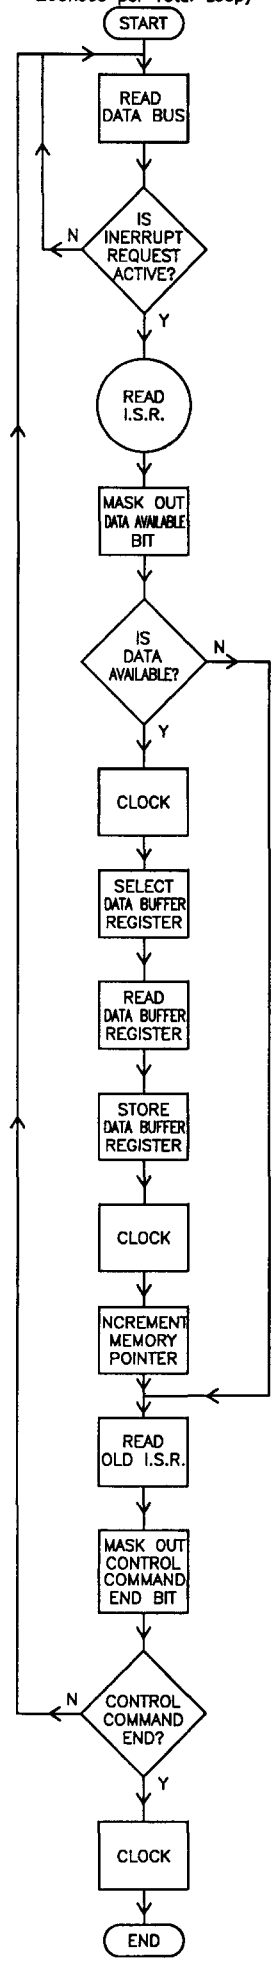 START
READ
DATA BUS
IS
INERRUPT
REQUEST
ACTIVE?
N
Y
READ
I.S.R.
MASK OUT
DATA AVAILABLE
BIT
IS
DATA
AVAILABLE?
N
Y
CLOCK
SELECT
DATA BUFFER
REGISTER
READ
DATA BUFFER
REGISTER
STORE
DATA BUFFER
REGISTER
CLOCK
INCREMENT
MEMORY
POINTER
READ
OLD I.S.R.
MASK OUT
CONTROL
COMMAND
END BIT
CONTROL
COMMAND
END?
N
Y
CLOCK
END